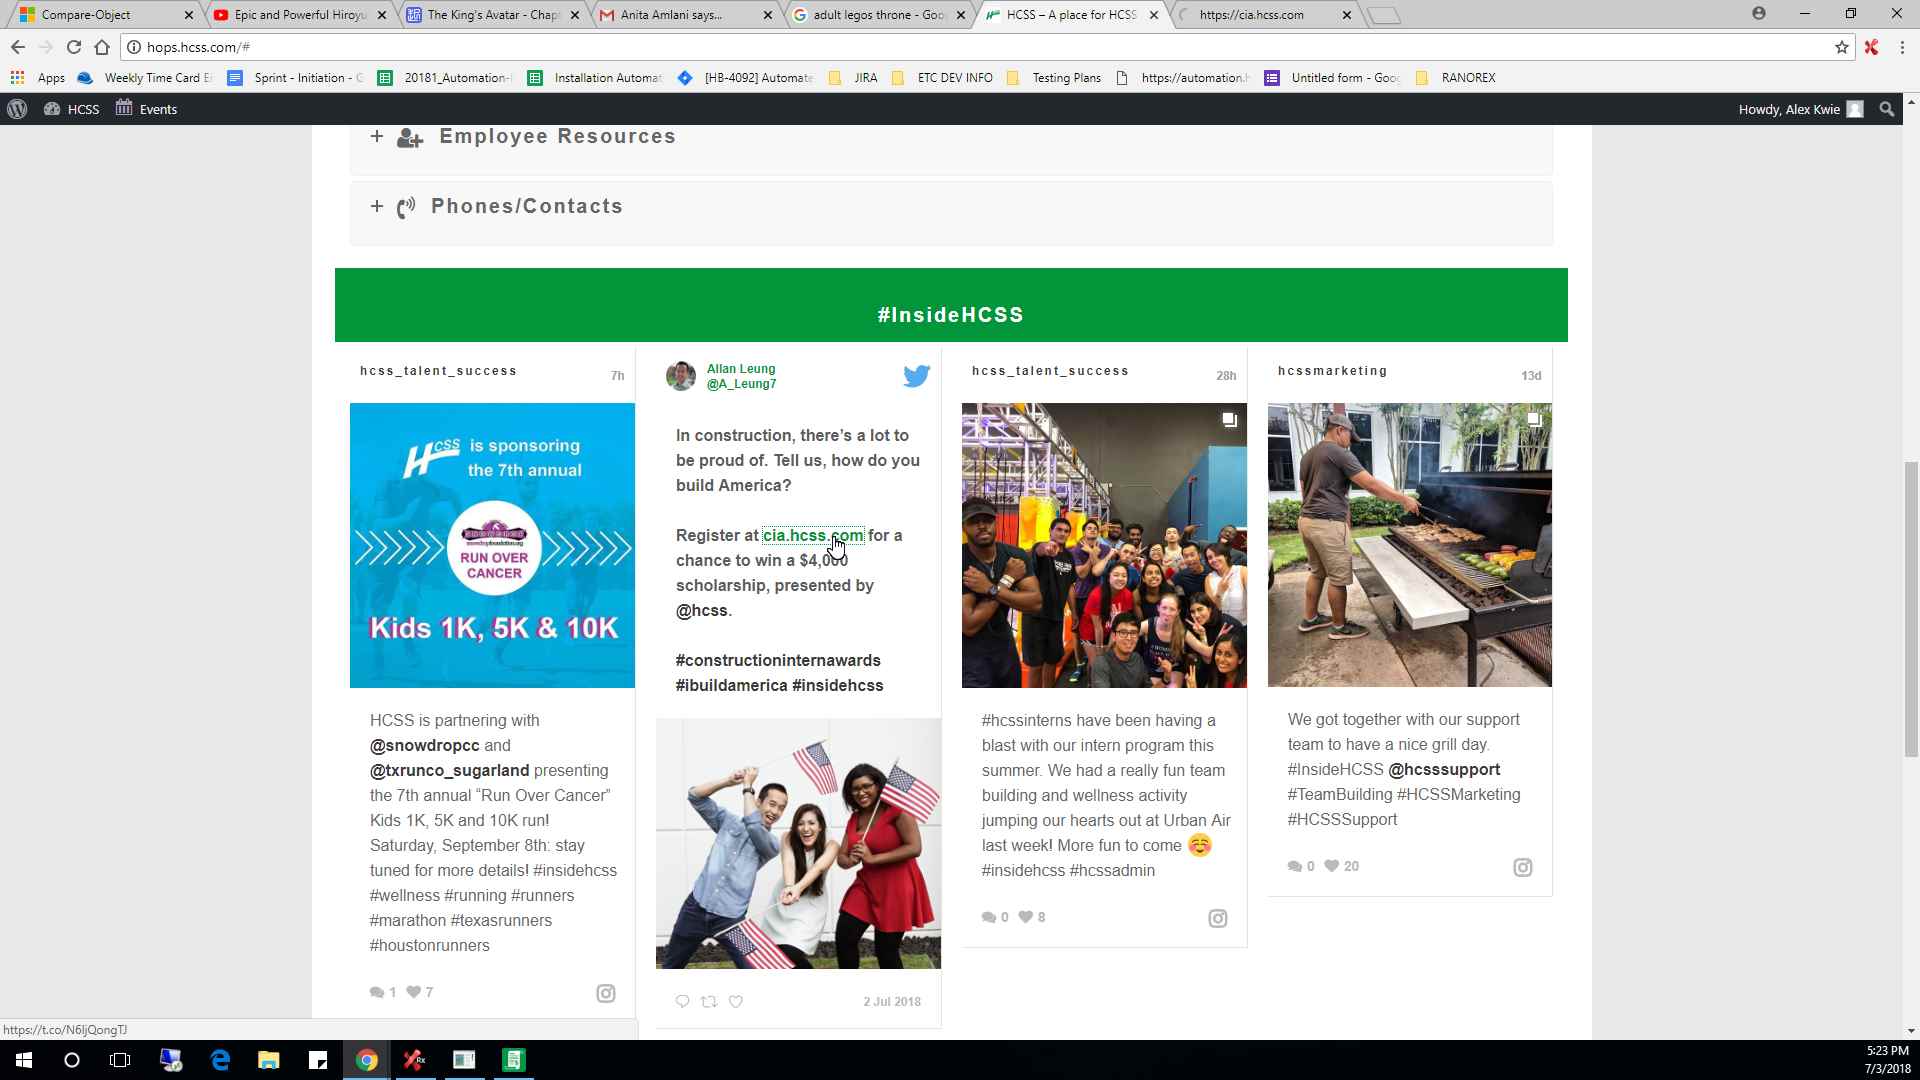 Compare-Object
Epic and Powerful Hiroyu
The King's Avatar - Chap
Anita Amlani says...
adult legos throne - Goo
HCSS – A place for HCSS
https://cia.hcss.com
hops.hcss.com/#
Apps
Weekly Time Card E
Sprint - Initiation - G
20181_Automation-
Installation Automat
[HB-4092] Automate
JIRA
ETC DEV INFO
Testing Plans
https://automation.h
Untitled form - Goo
RANOREX
HCSS
Events
Howdy, Alex Kwie
+ Employee Resources
+ Phones/Contacts
#InsideHCSS
hcss_talent_success
7h
HCSS is sponsoring
the 7th annual
SNOWDROP
snowdropfoundation.org
RUN OVER
CANCER
Kids 1K, 5K & 10K
HCSS is partnering with
@snowdropcc and
@txrunco_sugarland presenting
the 7th annual “Run Over Cancer”
Kids 1K, 5K and 10K run!
Saturday, September 8th: stay
tuned for more details! #insidehcss
#wellness #running #runners
#marathon #texasrunners
#houstonrunners
1 7
Allan Leung
@A_Leung7
In construction, there’s a lot to
be proud of. Tell us, how do you
build America?
Register at cia.hcss.com for a
chance to win a $4,000
scholarship, presented by
@hcss.
#constructioninternawards
#ibuildamerica #insidehcss
2 Jul 2018
hcss_talent_success
28h
#hcssinterns have been having a
blast with our intern program this
summer. We had a really fun team
building and wellness activity
jumping our hearts out at Urban Air
last week! More fun to come ☺️
#insidehcss #hcssadmin
0 8
hcssmarketing
13d
We got together with our support
team to have a nice grill day.
#InsideHCSS @hcsssupport
#TeamBuilding #HCSSMarketing
#HCSSSupport
0 20
https://t.co/N6ljQongTJ
5:23 PM
7/3/2018